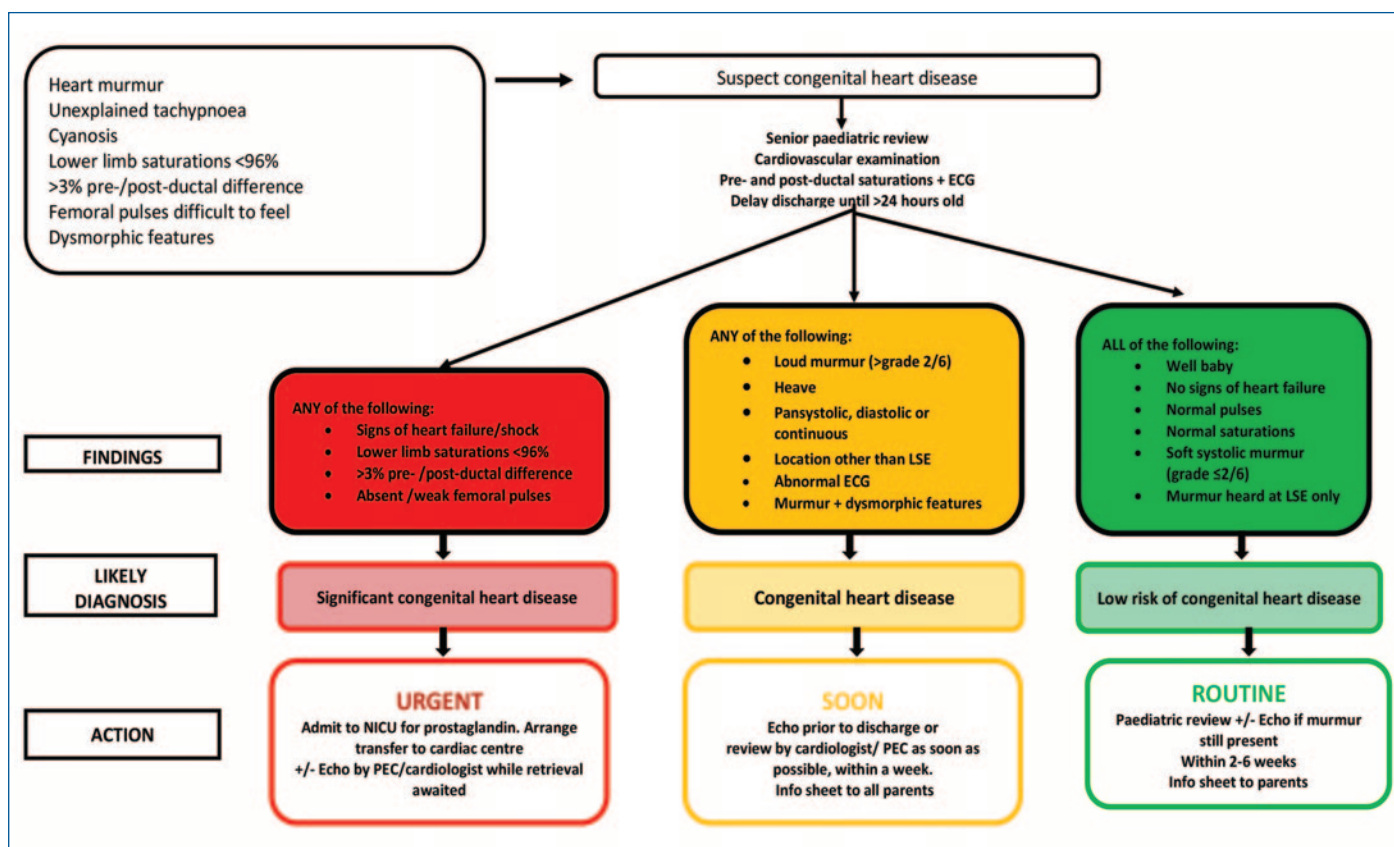 Heart murmur
Unexplained tachypnoea
Cyanosis
Lower limb saturations <96%
>3% pre-/post-ductal difference
Femoral pulses difficult to feel
Dysmorphic features
Suspect congenital heart disease
Senior paediatric review
Cardiovascular examination
Pre- and post-ductal saturations + ECG
Delay discharge until >24 hours old
FINDINGS
ANY of the following:
• Signs of heart failure/shock
• Lower limb saturations <96%
• >3% pre- /post-ductal difference
• Absent /weak femoral pulses
ANY of the following:
• Loud murmur (>grade 2/6)
• Heave
• Pansystolic, diastolic or
continuous
• Location other than LSE
• Abnormal ECG
• Murmur + dysmorphic features
ALL of the following:
• Well baby
• No signs of heart failure
• Normal pulses
• Normal saturations
• Soft systolic murmur
(grade ≤2/6)
• Murmur heard at LSE only
LIKELY
DIAGNOSIS
Significant congenital heart disease
Congenital heart disease
Low risk of congenital heart disease
ACTION
URGENT
Admit to NICU for prostaglandin. Arrange
transfer to cardiac centre
+/- Echo by PEC/cardiologist while retrieval
awaited
SOON
Echo prior to discharge or
review by cardiologist/ PEC as soon as
possible, within a week.
Info sheet to all parents
ROUTINE
Paediatric review +/- Echo if murmur
still present
Within 2-6 weeks
Info sheet to parents